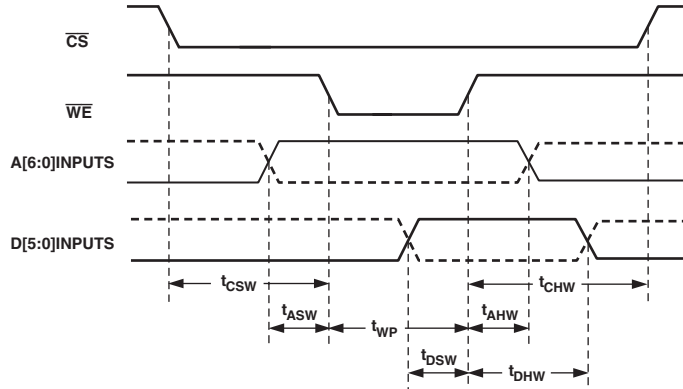 CS
WE
A[6:0]INPUTS
D[5:0]INPUTS
tCSW
tCHW
tASW
tWP
tAHW
tDSW
tDHW